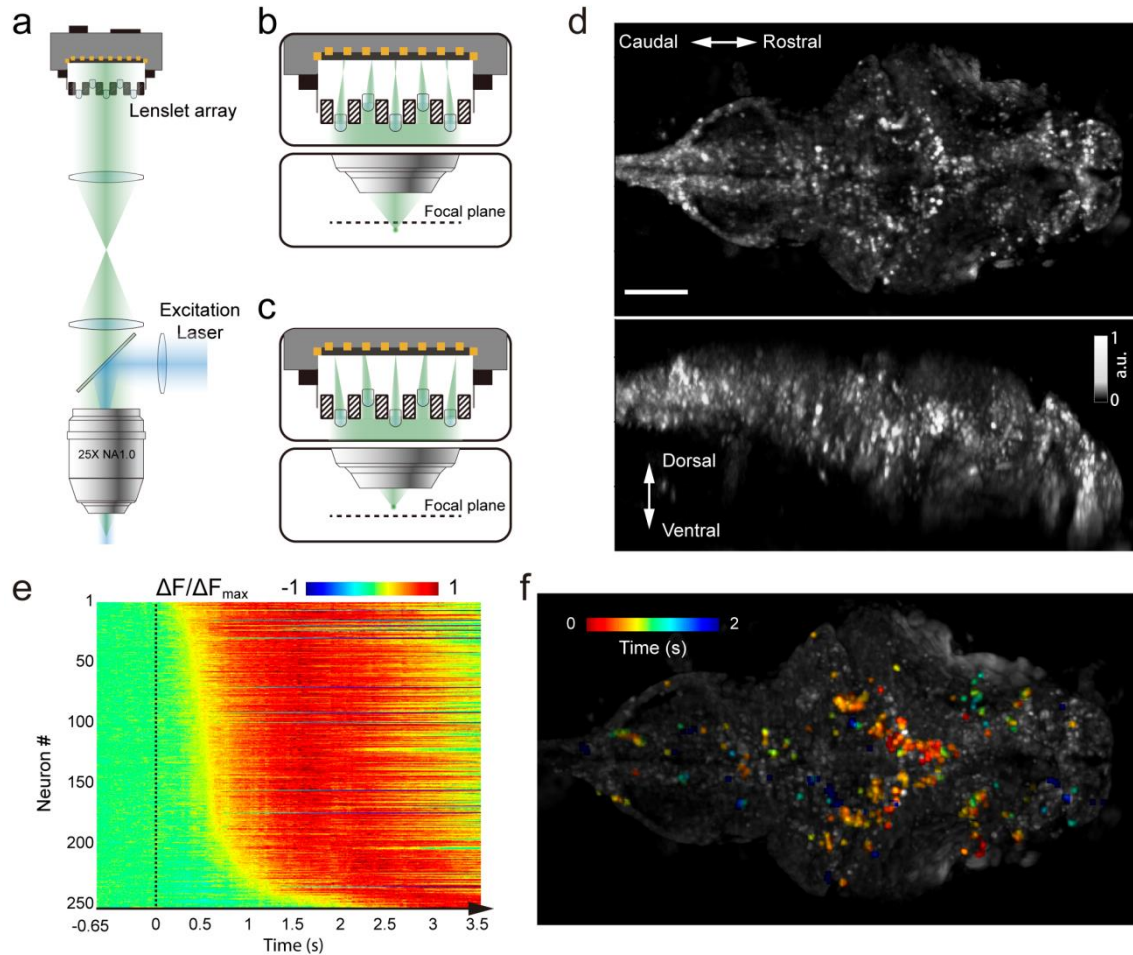 a
Lenslet array
Excitation
Laser
25X NA1.0
b
Focal plane
c
Focal plane
d
Caudal Rostral
1
a.u.
0
Dorsal
Ventral
e
ΔF/ΔFmax -1 1
1
50
100
150
200
250
Neuron #
-0.65 0 0.5 1 1.5 2 2.5 3 3.5
Time (s)
f
0 2
Time (s)